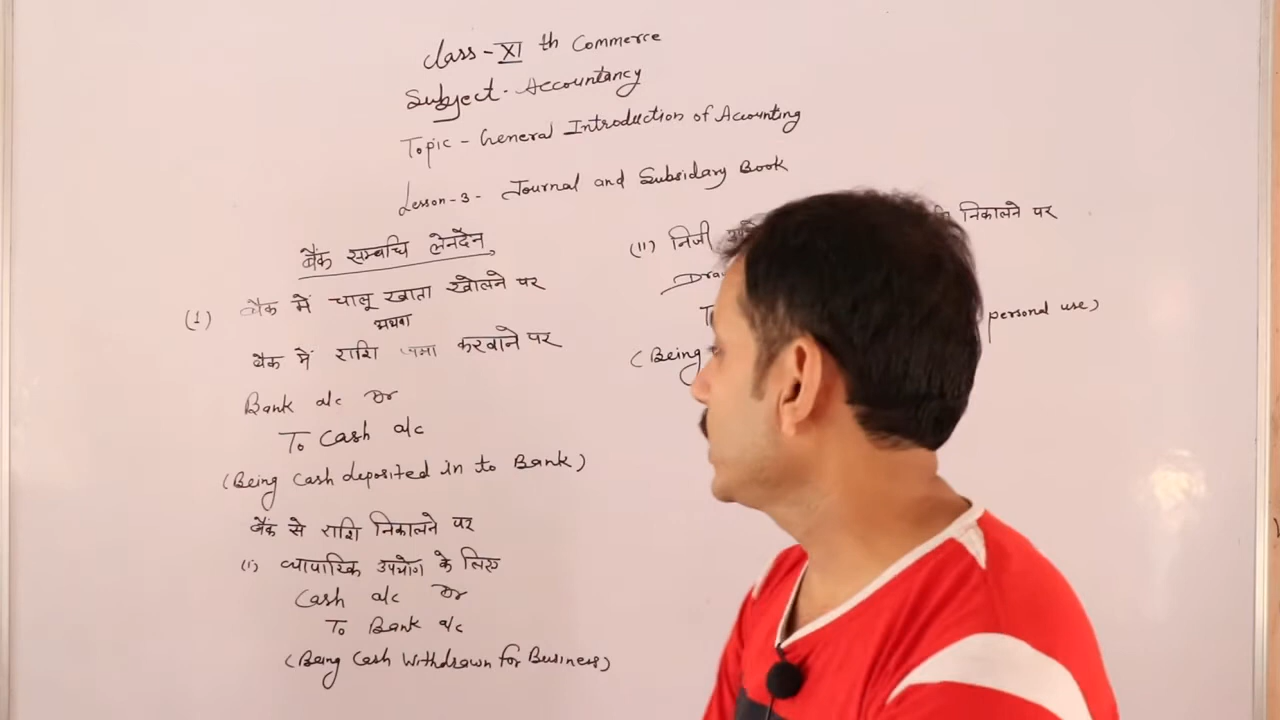 Class - XI th Commerce
Subject - Accountancy
Topic - General Introduction of Accounting
Lesson - 3 - Journal and Subsidary Book
बैंक सम्बधि लेनदेन
(1) बैंक में चालू खाता खोलने पर
अथवा
बैंक में राशि जमा करवाने पर
Bank a/c Dr
To Cash a/c
(Being Cash deposited in to Bank)
बैंक से राशि निकालने पर
(i) व्यापारिक उपयोग के लिए
Cash a/c Dr
To Bank a/c
(Being Cash Withdrawn for Business)
(II) निजी निकालने पर
(Being personal use)